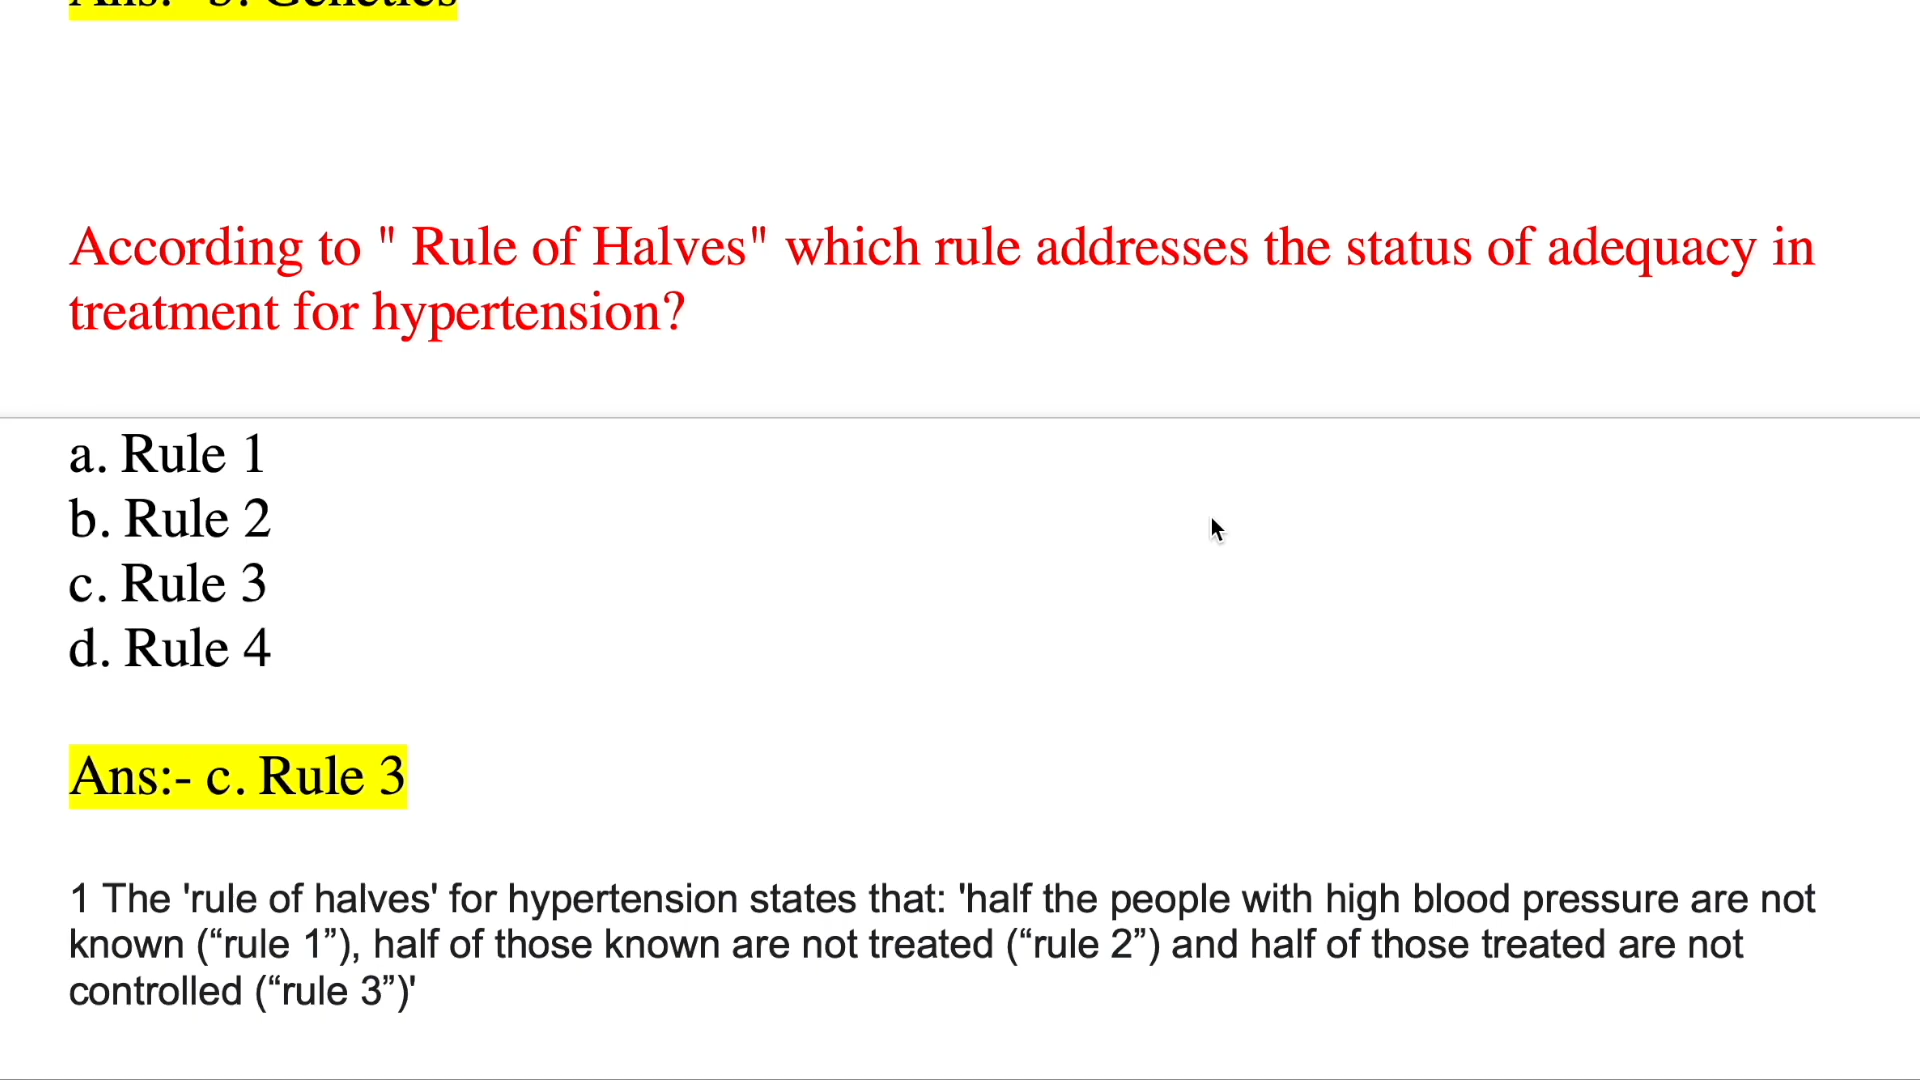 Ans:- b. Genetics
According to " Rule of Halves" which rule addresses the status of adequacy in
treatment for hypertension?
a. Rule 1
b. Rule 2
c. Rule 3
d. Rule 4
Ans:- c. Rule 3
1 The 'rule of halves' for hypertension states that: 'half the people with high blood pressure are not
known (“rule 1”), half of those known are not treated (“rule 2”) and half of those treated are not
controlled (“rule 3”)'